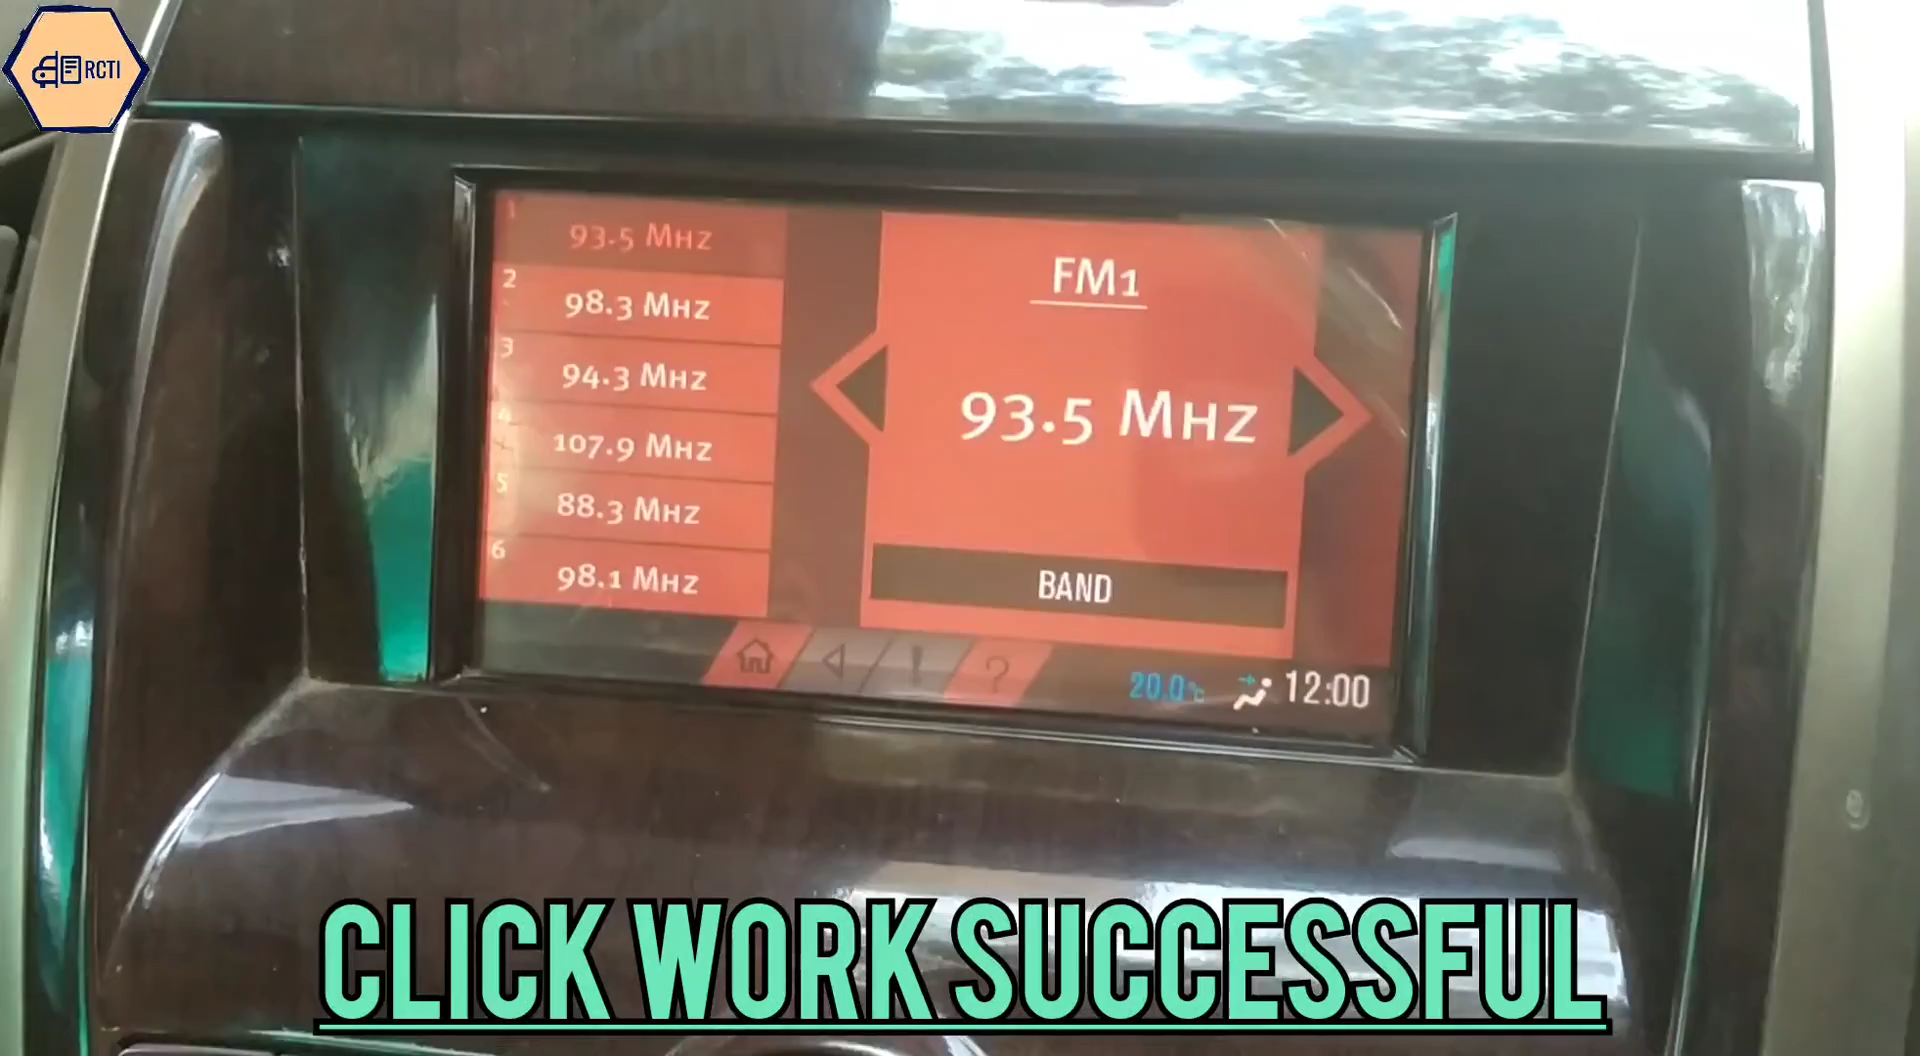 RCTI
1
93.5 MHz
2
98.3 MHz
3
94.3 MHz
4
107.9 MHz
5
88.3 MHz
6
98.1 MHz
FM1
93.5 MHz
BAND
! ?
20.0°C
12:00
CLICK WORK SUCCESSFUL